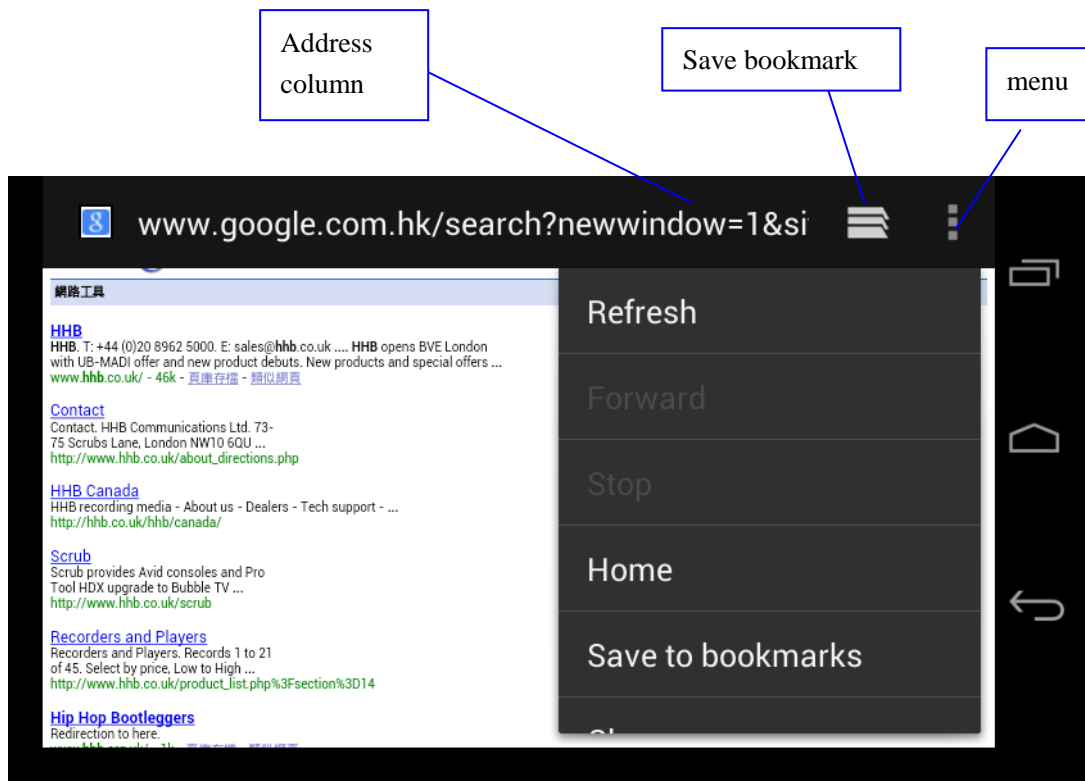 Address
column
Save bookmark
menu
8
www.google.com.hk/search?newwindow=1&si
網路工具
HHB
HHB. T: +44 (0)20 8962 5000. E: sales@hhb.co.uk .... HHB opens BVE London
with UB-MADI offer and new product debuts. New products and special offers ...
www.hhb.co.uk/ - 46k - 頁庫存檔 - 類似網頁
Contact
Contact. HHB Communications Ltd. 73-
75 Scrubs Lane, London NW10 6QU ...
http://www.hhb.co.uk/about_directions.php
HHB Canada
HHB recording media - About us - Dealers - Tech support - ...
http://hhb.co.uk/hhb/canada/
Scrub
Scrub provides Avid consoles and Pro
Tool HDX upgrade to Bubble TV ...
http://www.hhb.co.uk/scrub
Recorders and Players
Recorders and Players. Records 1 to 21
of 45. Select by price, Low to High ...
http://www.hhb.co.uk/product_list.php%3Fsection%3D14
Hip Hop Bootleggers
Redirection to here.
Refresh
Forward
Stop
Home
Save to bookmarks